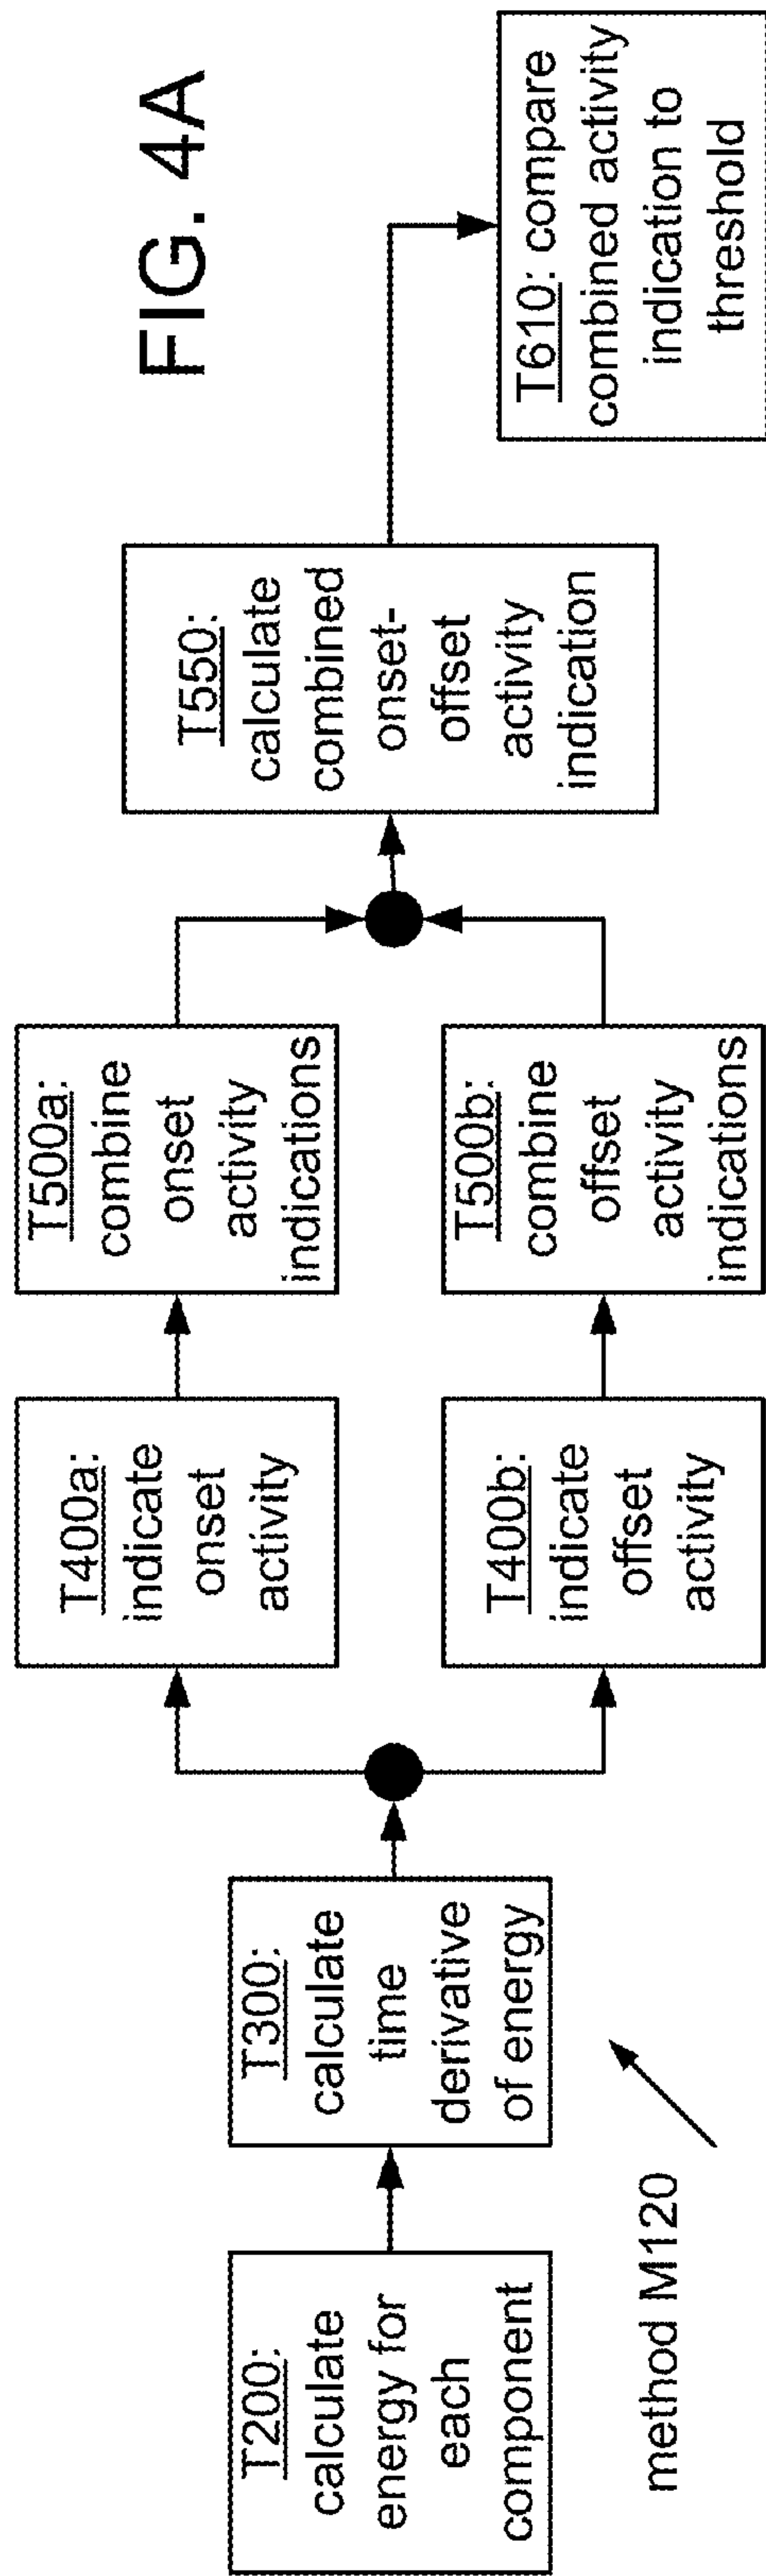 FIG. 4A
T200:
calculate
energy for
each
component
T300:
calculate
time
derivative
of energy
T400a:
indicate
onset
activity
T500a:
combine
onset
activity
indications
T400b:
indicate
offset
activity
T500b:
combine
offset
activity
indications
T550:
calculate
combined
onset-
offset
activity
indication
T610: compare
combined activity
indication to
threshold
method M120